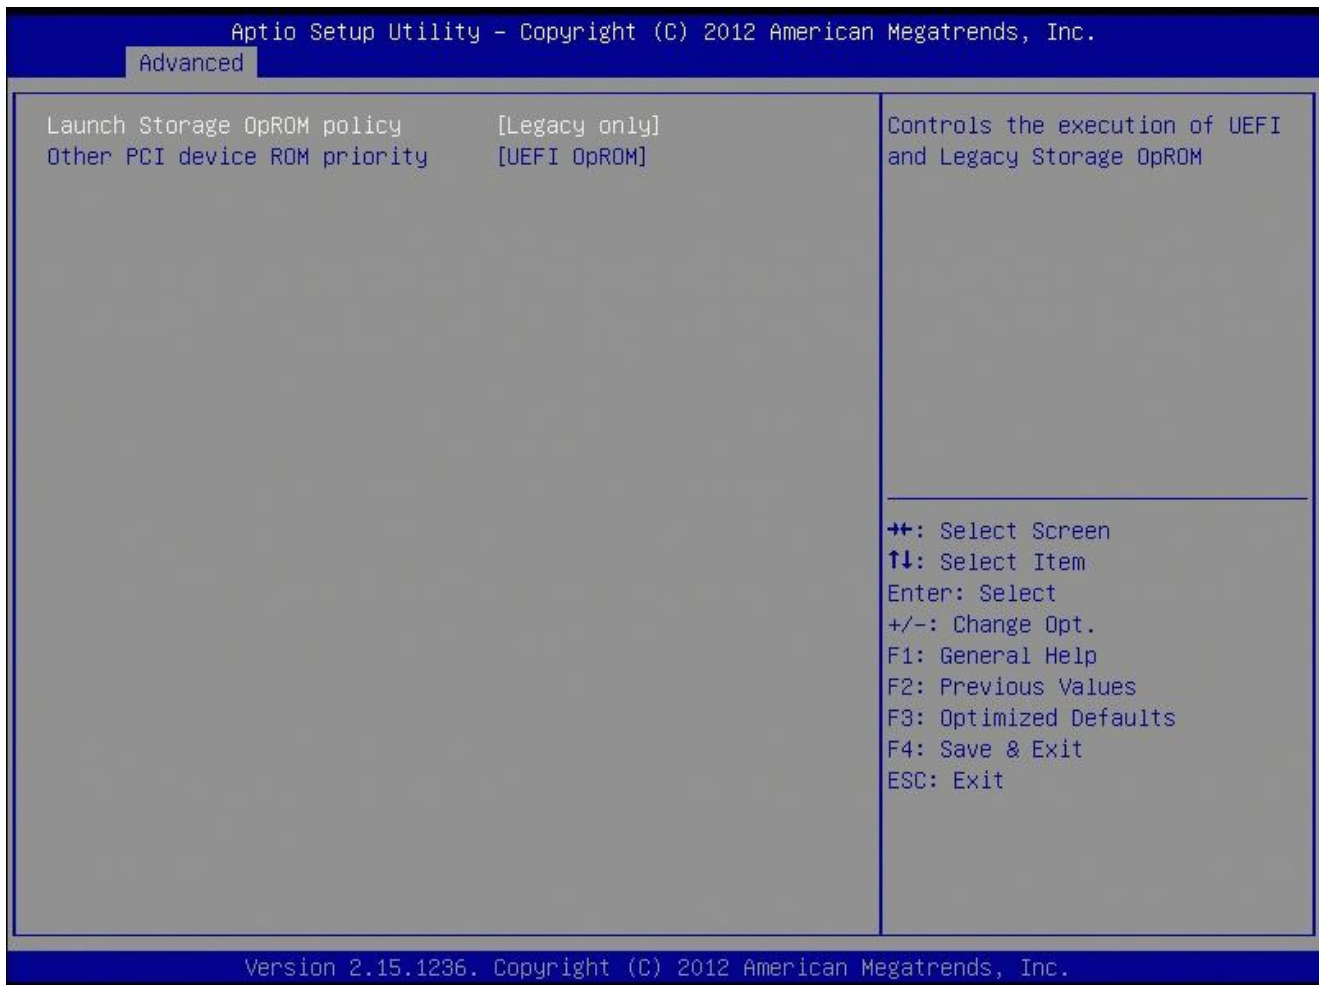 Aptio Setup Utility – Copyright (C) 2012 American Megatrends, Inc.
Advanced
Launch Storage OpROM policy [Legacy only]
Other PCI device ROM priority [UEFI OpROM]
Controls the execution of UEFI
and Legacy Storage OpROM
→←: Select Screen
↑↓: Select Item
Enter: Select
+/-: Change Opt.
F1: General Help
F2: Previous Values
F3: Optimized Defaults
F4: Save & Exit
ESC: Exit
Version 2.15.1236. Copyright (C) 2012 American Megatrends, Inc.